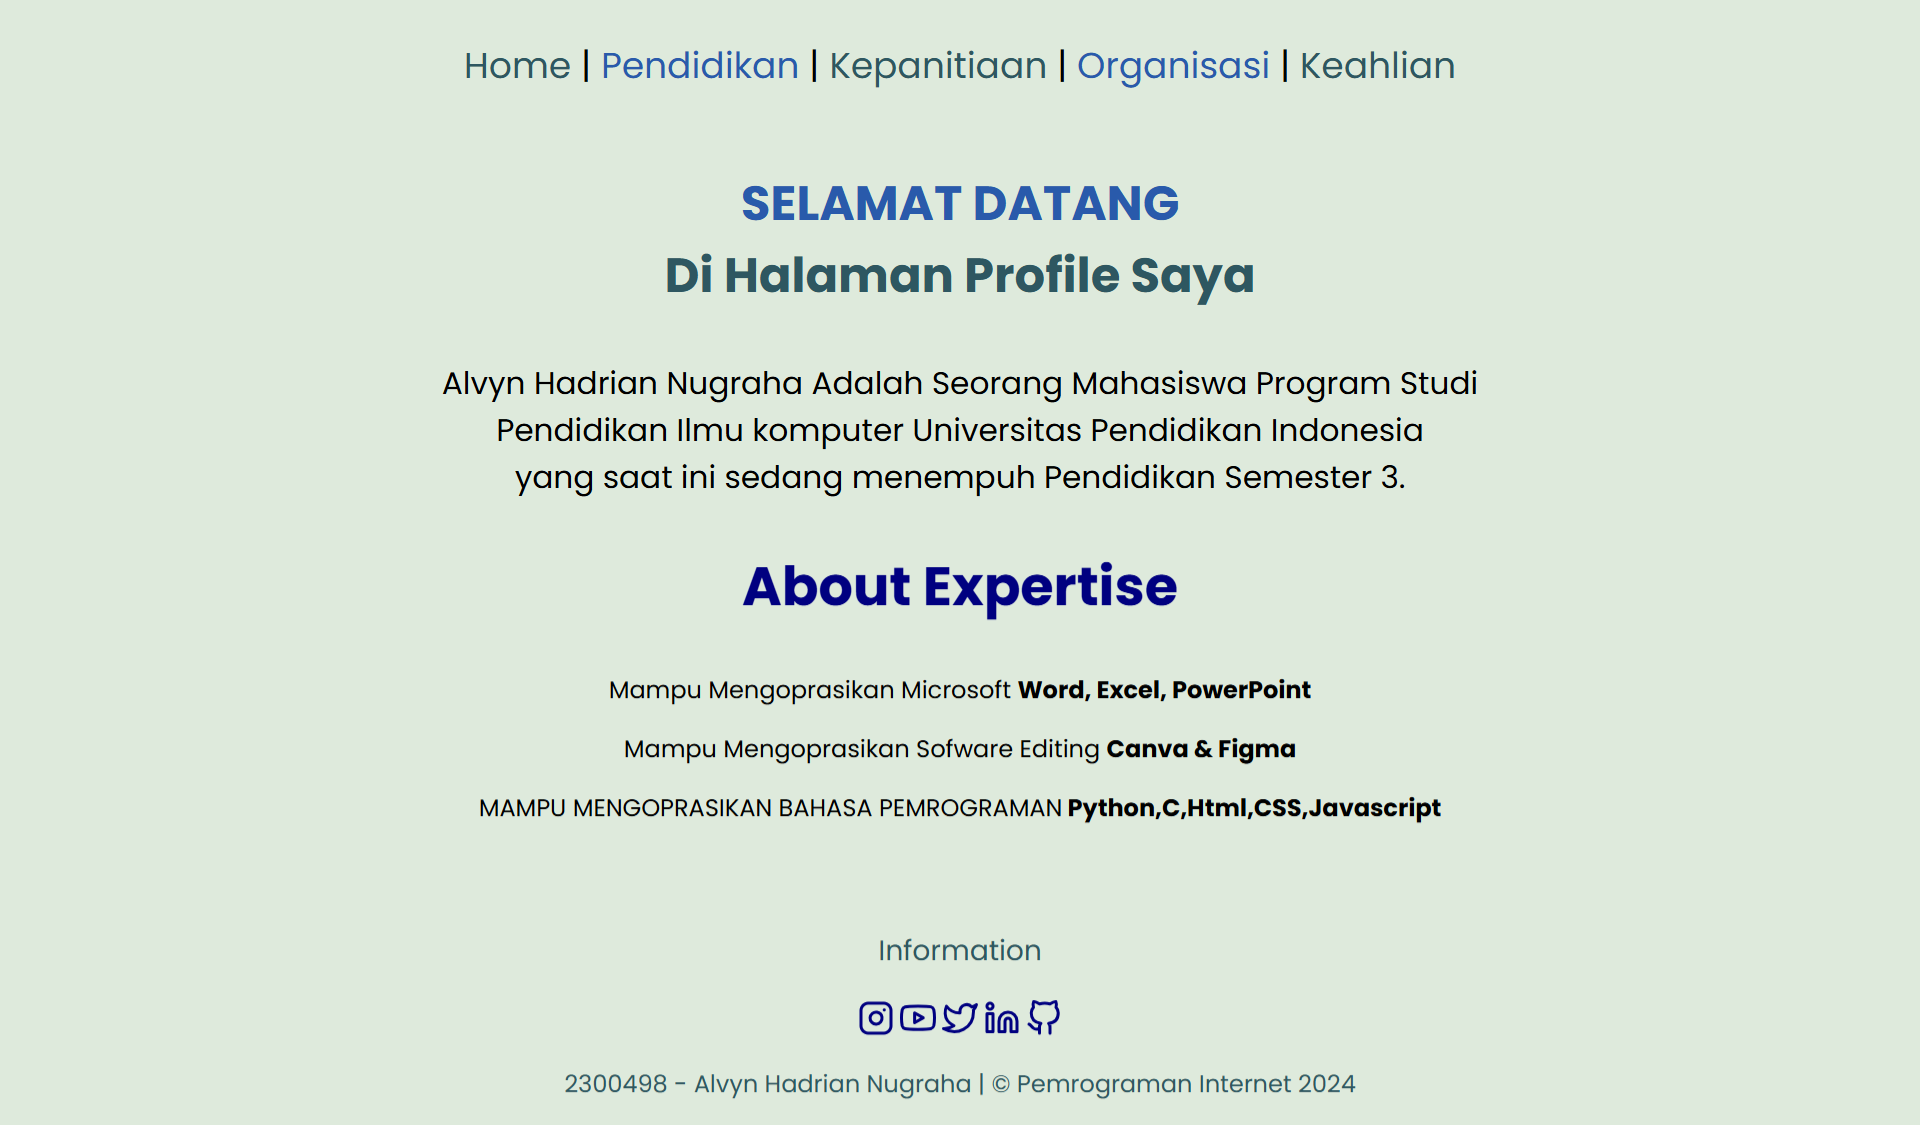 Home | Pendidikan | Kepanitiaan | Organisasi | Keahlian
SELAMAT DATANG
Di Halaman Profile Saya
Alvyn Hadrian Nugraha Adalah Seorang Mahasiswa Program Studi
Pendidikan Ilmu komputer Universitas Pendidikan Indonesia
yang saat ini sedang menempuh Pendidikan Semester 3.
About Expertise
Mampu Mengoprasikan Microsoft Word, Excel, PowerPoint
Mampu Mengoprasikan Sofware Editing Canva & Figma
MAMPU MENGOPRASIKAN BAHASA PEMROGRAMAN Python,C,Html,CSS,Javascript
Information
2300498 - Alvyn Hadrian Nugraha | © Pemrograman Internet 2024